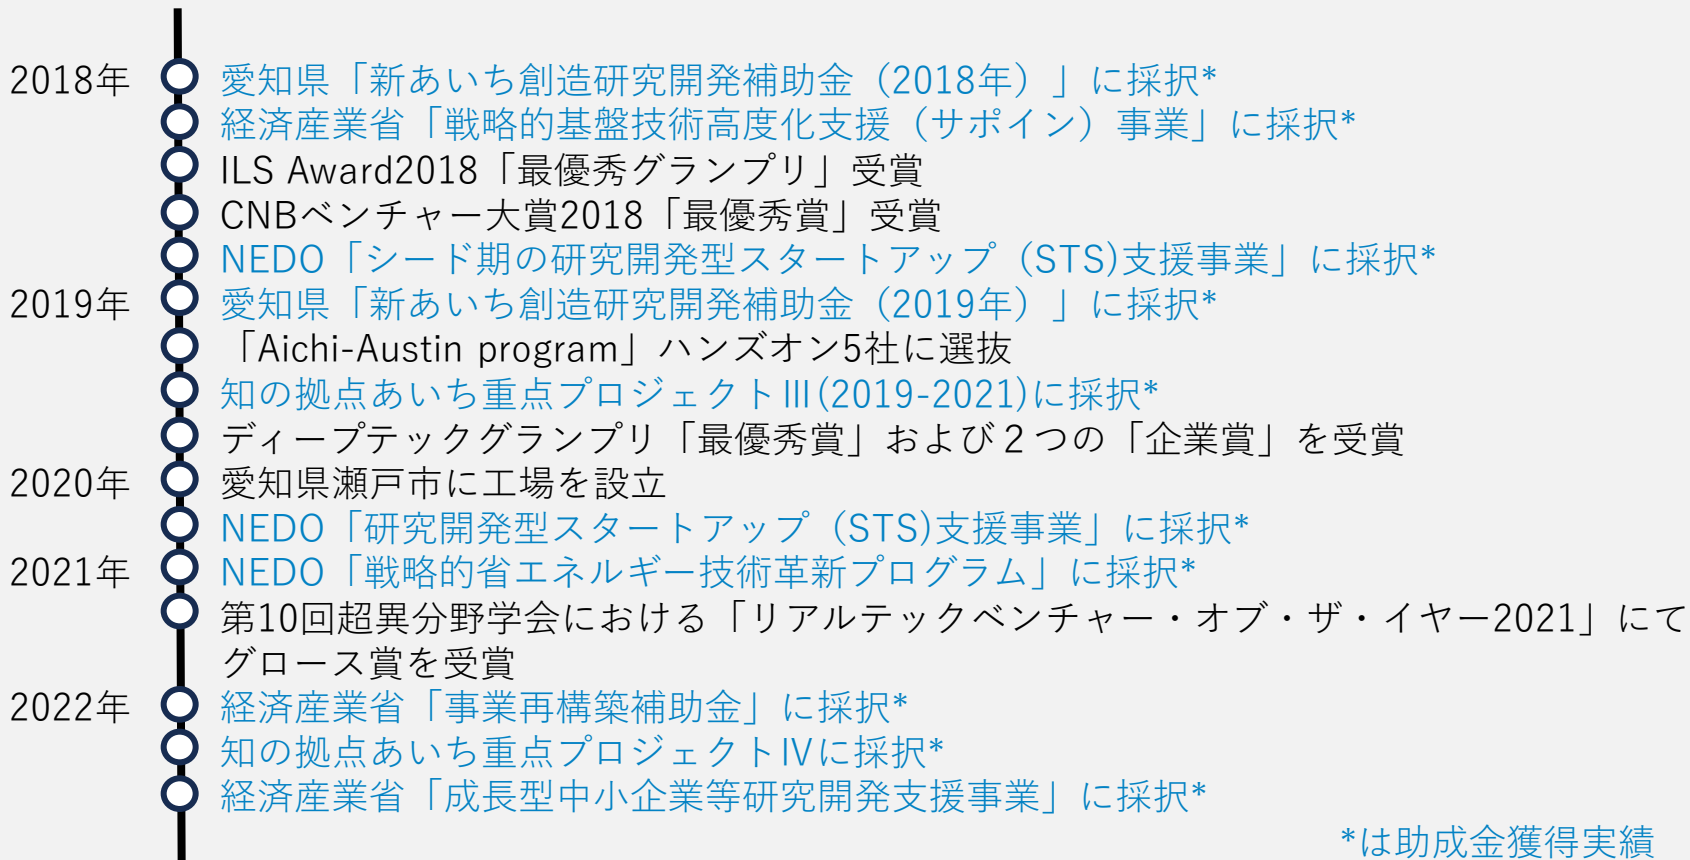 2018年 愛知県「新あいち創造研究開発補助金（2018年）」に採択*
経済産業省「戦略的基盤技術高度化支援（サポイン）事業」に採択*
ILS Award2018「最優秀グランプリ」受賞
CNBベンチャー大賞2018「最優秀賞」受賞
NEDO「シード期の研究開発型スタートアップ（STS)支援事業」に採択*
2019年 愛知県「新あいち創造研究開発補助金（2019年）」に採択*
「Aichi-Austin program」ハンズオン5社に選抜
知の拠点あいち重点プロジェクトⅢ(2019-2021)に採択*
ディープテックグランプリ「最優秀賞」および２つの「企業賞」を受賞
2020年 愛知県瀬戸市に工場を設立
NEDO「研究開発型スタートアップ（STS)支援事業」に採択*
2021年 NEDO「戦略的省エネルギー技術革新プログラム」に採択*
第10回超異分野学会における「リアルテックベンチャー・オブ・ザ・イヤー2021」にて
グロース賞を受賞
2022年 経済産業省「事業再構築補助金」に採択*
知の拠点あいち重点プロジェクトⅣに採択*
経済産業省「成長型中小企業等研究開発支援事業」に採択*
*は助成金獲得実績